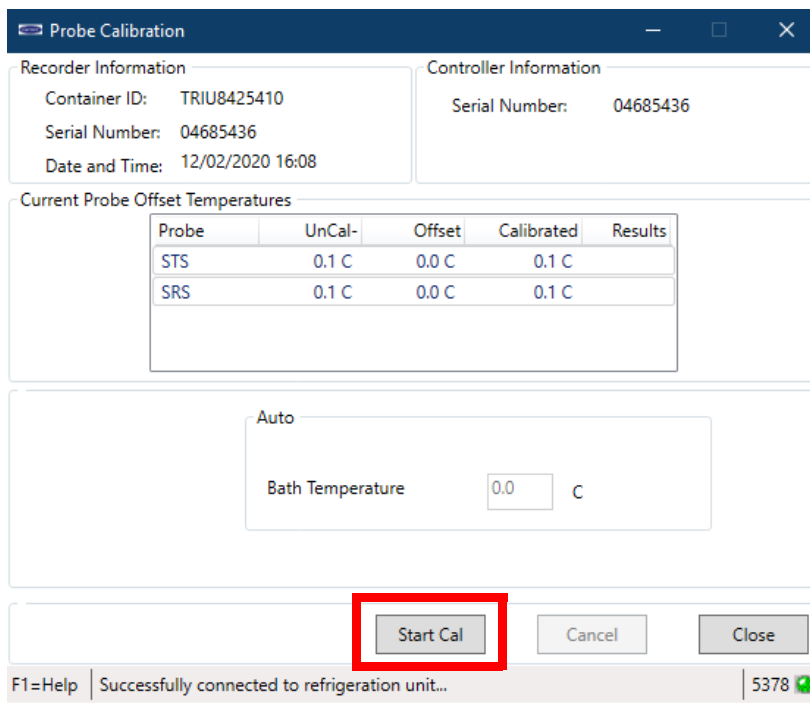 Probe Calibration
Recorder Information
Container ID: TRIU8425410
Serial Number: 04685436
Date and Time: 12/02/2020 16:08
Controller Information
Serial Number: 04685436
Current Probe Offset Temperatures
Probe UnCal- Offset Calibrated Results
STS 0.1 C 0.0 C 0.1 C
SRS 0.1 C 0.0 C 0.1 C
Auto
Bath Temperature 0.0 C
Start Cal Cancel Close
F1=Help Successfully connected to refrigeration unit... 5378